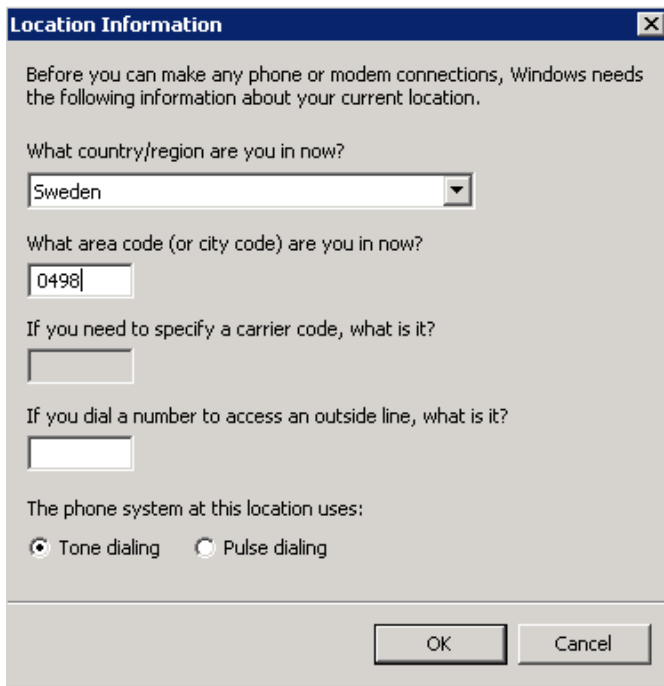 Location Information
Before you can make any phone or modem connections, Windows needs
the following information about your current location.
What country/region are you in now?
Sweden
What area code (or city code) are you in now?
0498
If you need to specify a carrier code, what is it?
If you dial a number to access an outside line, what is it?
The phone system at this location uses:
Tone dialing Pulse dialing
OK Cancel